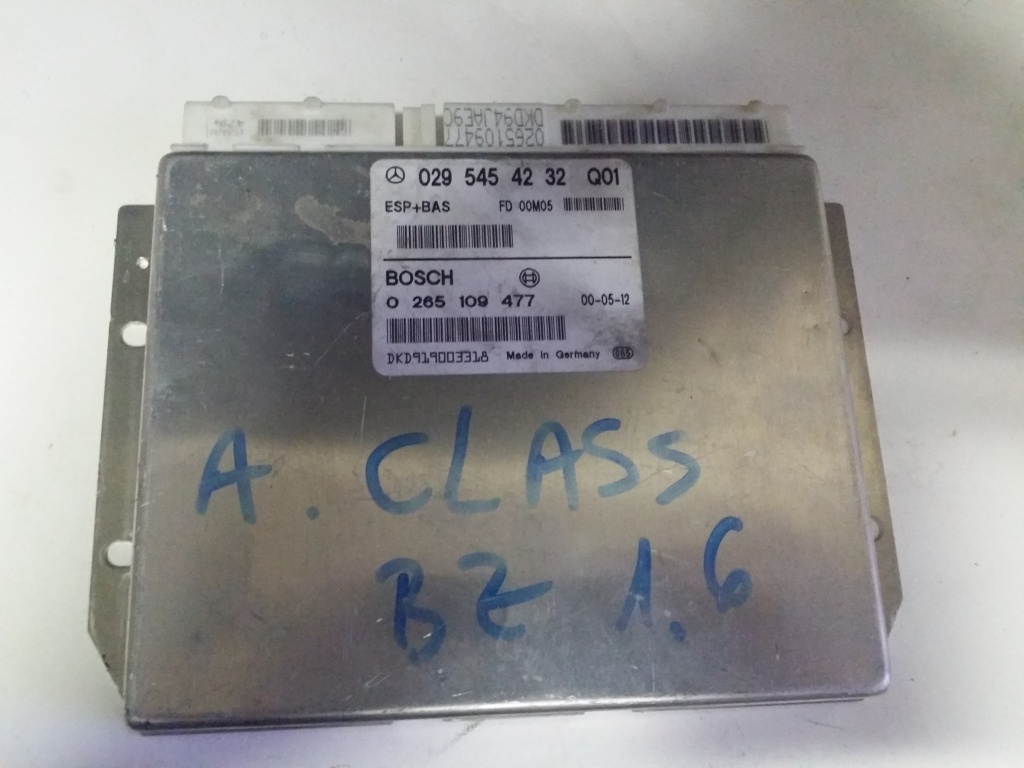 0265109477
DKD94JAE9C
029 545 42 32 Q01
ESP+BAS FD 00M05
BOSCH
0 265 109 477 00-05-12
DKD919003318 Made in Germany
A. CLASS
BZ 1.6